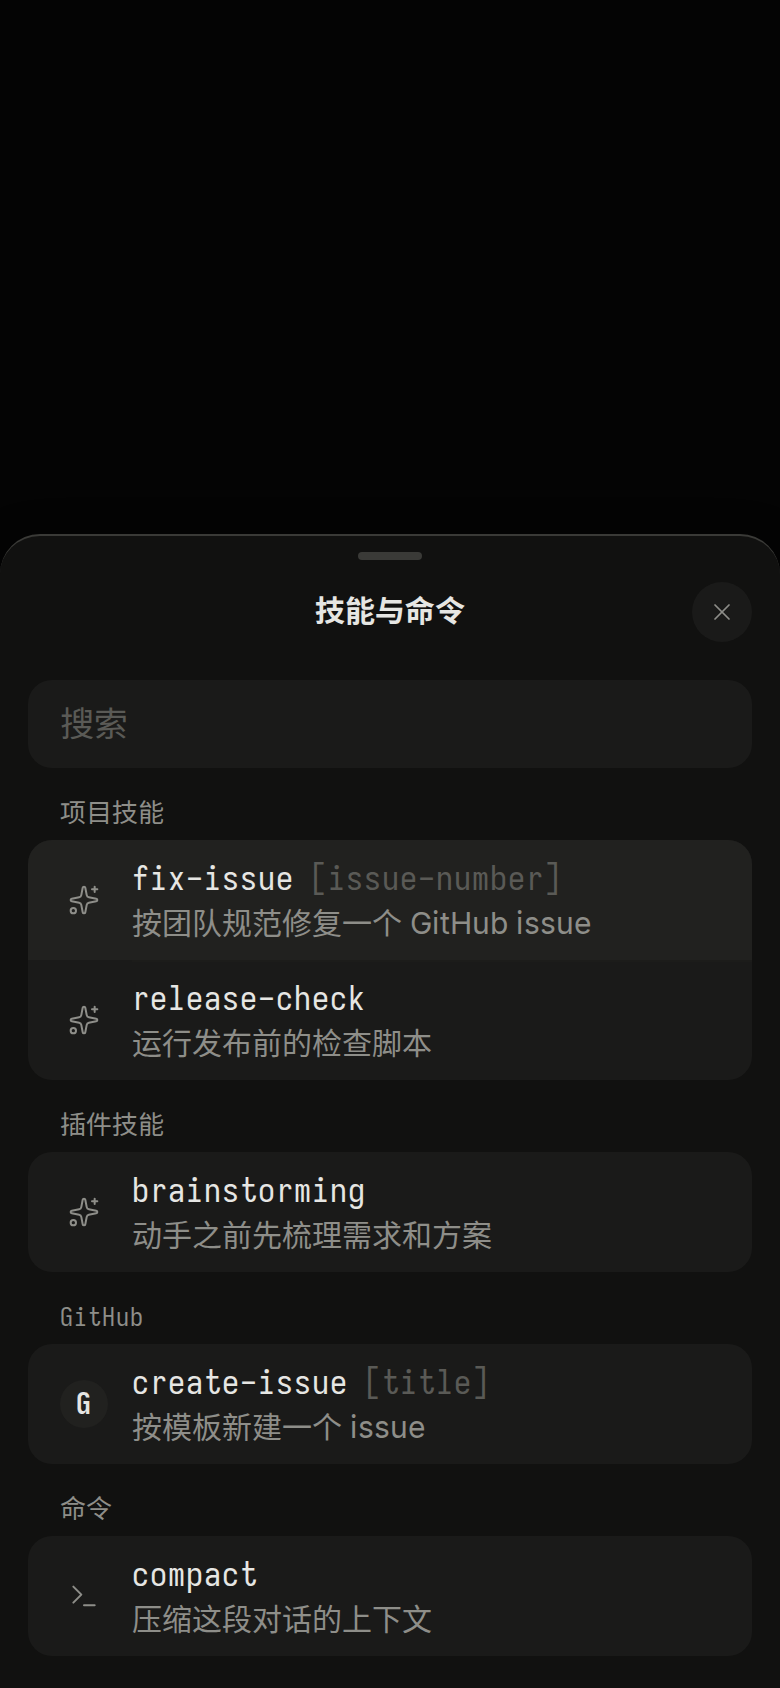 技能与命令
搜索
项目技能
fix-issue [issue-number]
按团队规范修复一个 GitHub issue
release-check
运行发布前的检查脚本
插件技能
brainstorming
动手之前先梳理需求和方案
GitHub
G
create-issue [title]
按模板新建一个 issue
命令
compact
压缩这段对话的上下文